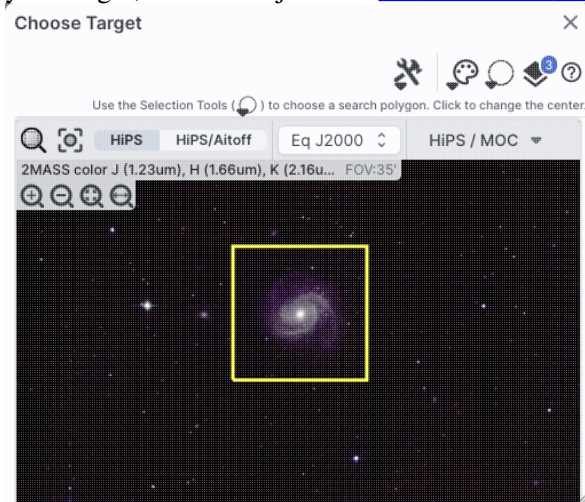 Choose Target
3
Use the Selection Tools ( ) to choose a search polygon. Click to change the center.
HiPS HiPS/Aitoff Eq J2000 HiPS / MOC
2MASS color J (1.23um), H (1.66um), K (2.16u... FOV:35'